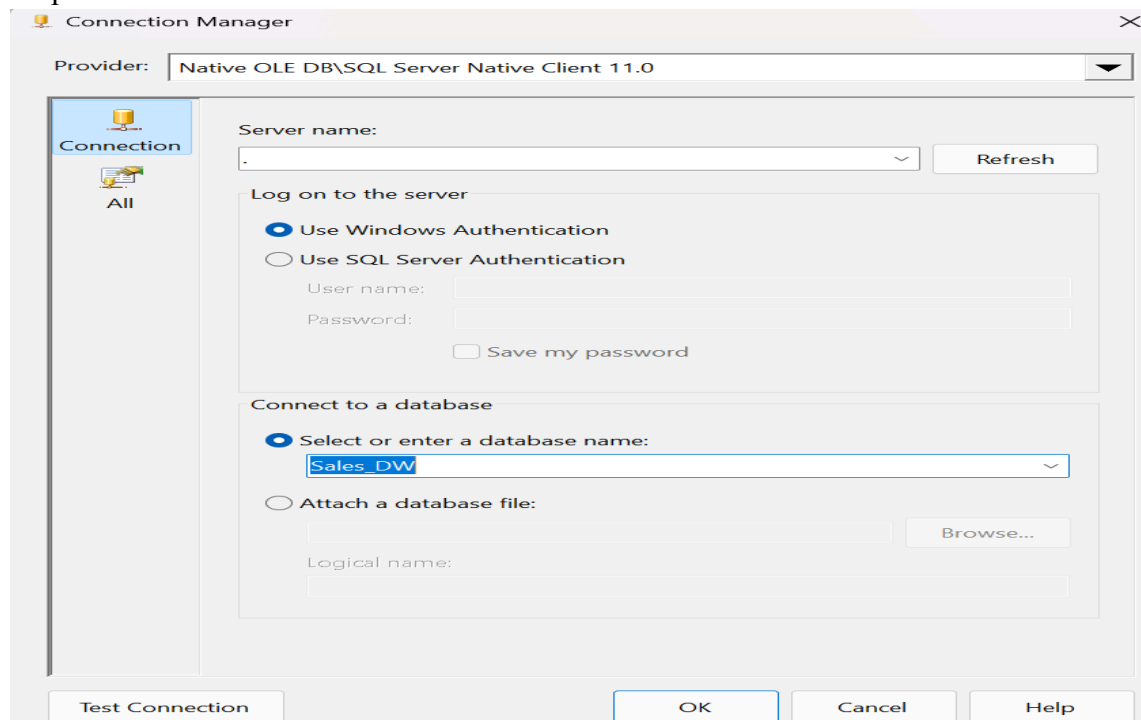 Connection Manager
Provider: Native OLE DB\SQL Server Native Client 11.0
Connection
All
Server name:
. Refresh
Log on to the server
Use Windows Authentication
Use SQL Server Authentication
User name:
Password:
Save my password
Connect to a database
Select or enter a database name:
Sales_DW
Attach a database file:
Browse...
Logical name:
Test Connection OK Cancel Help